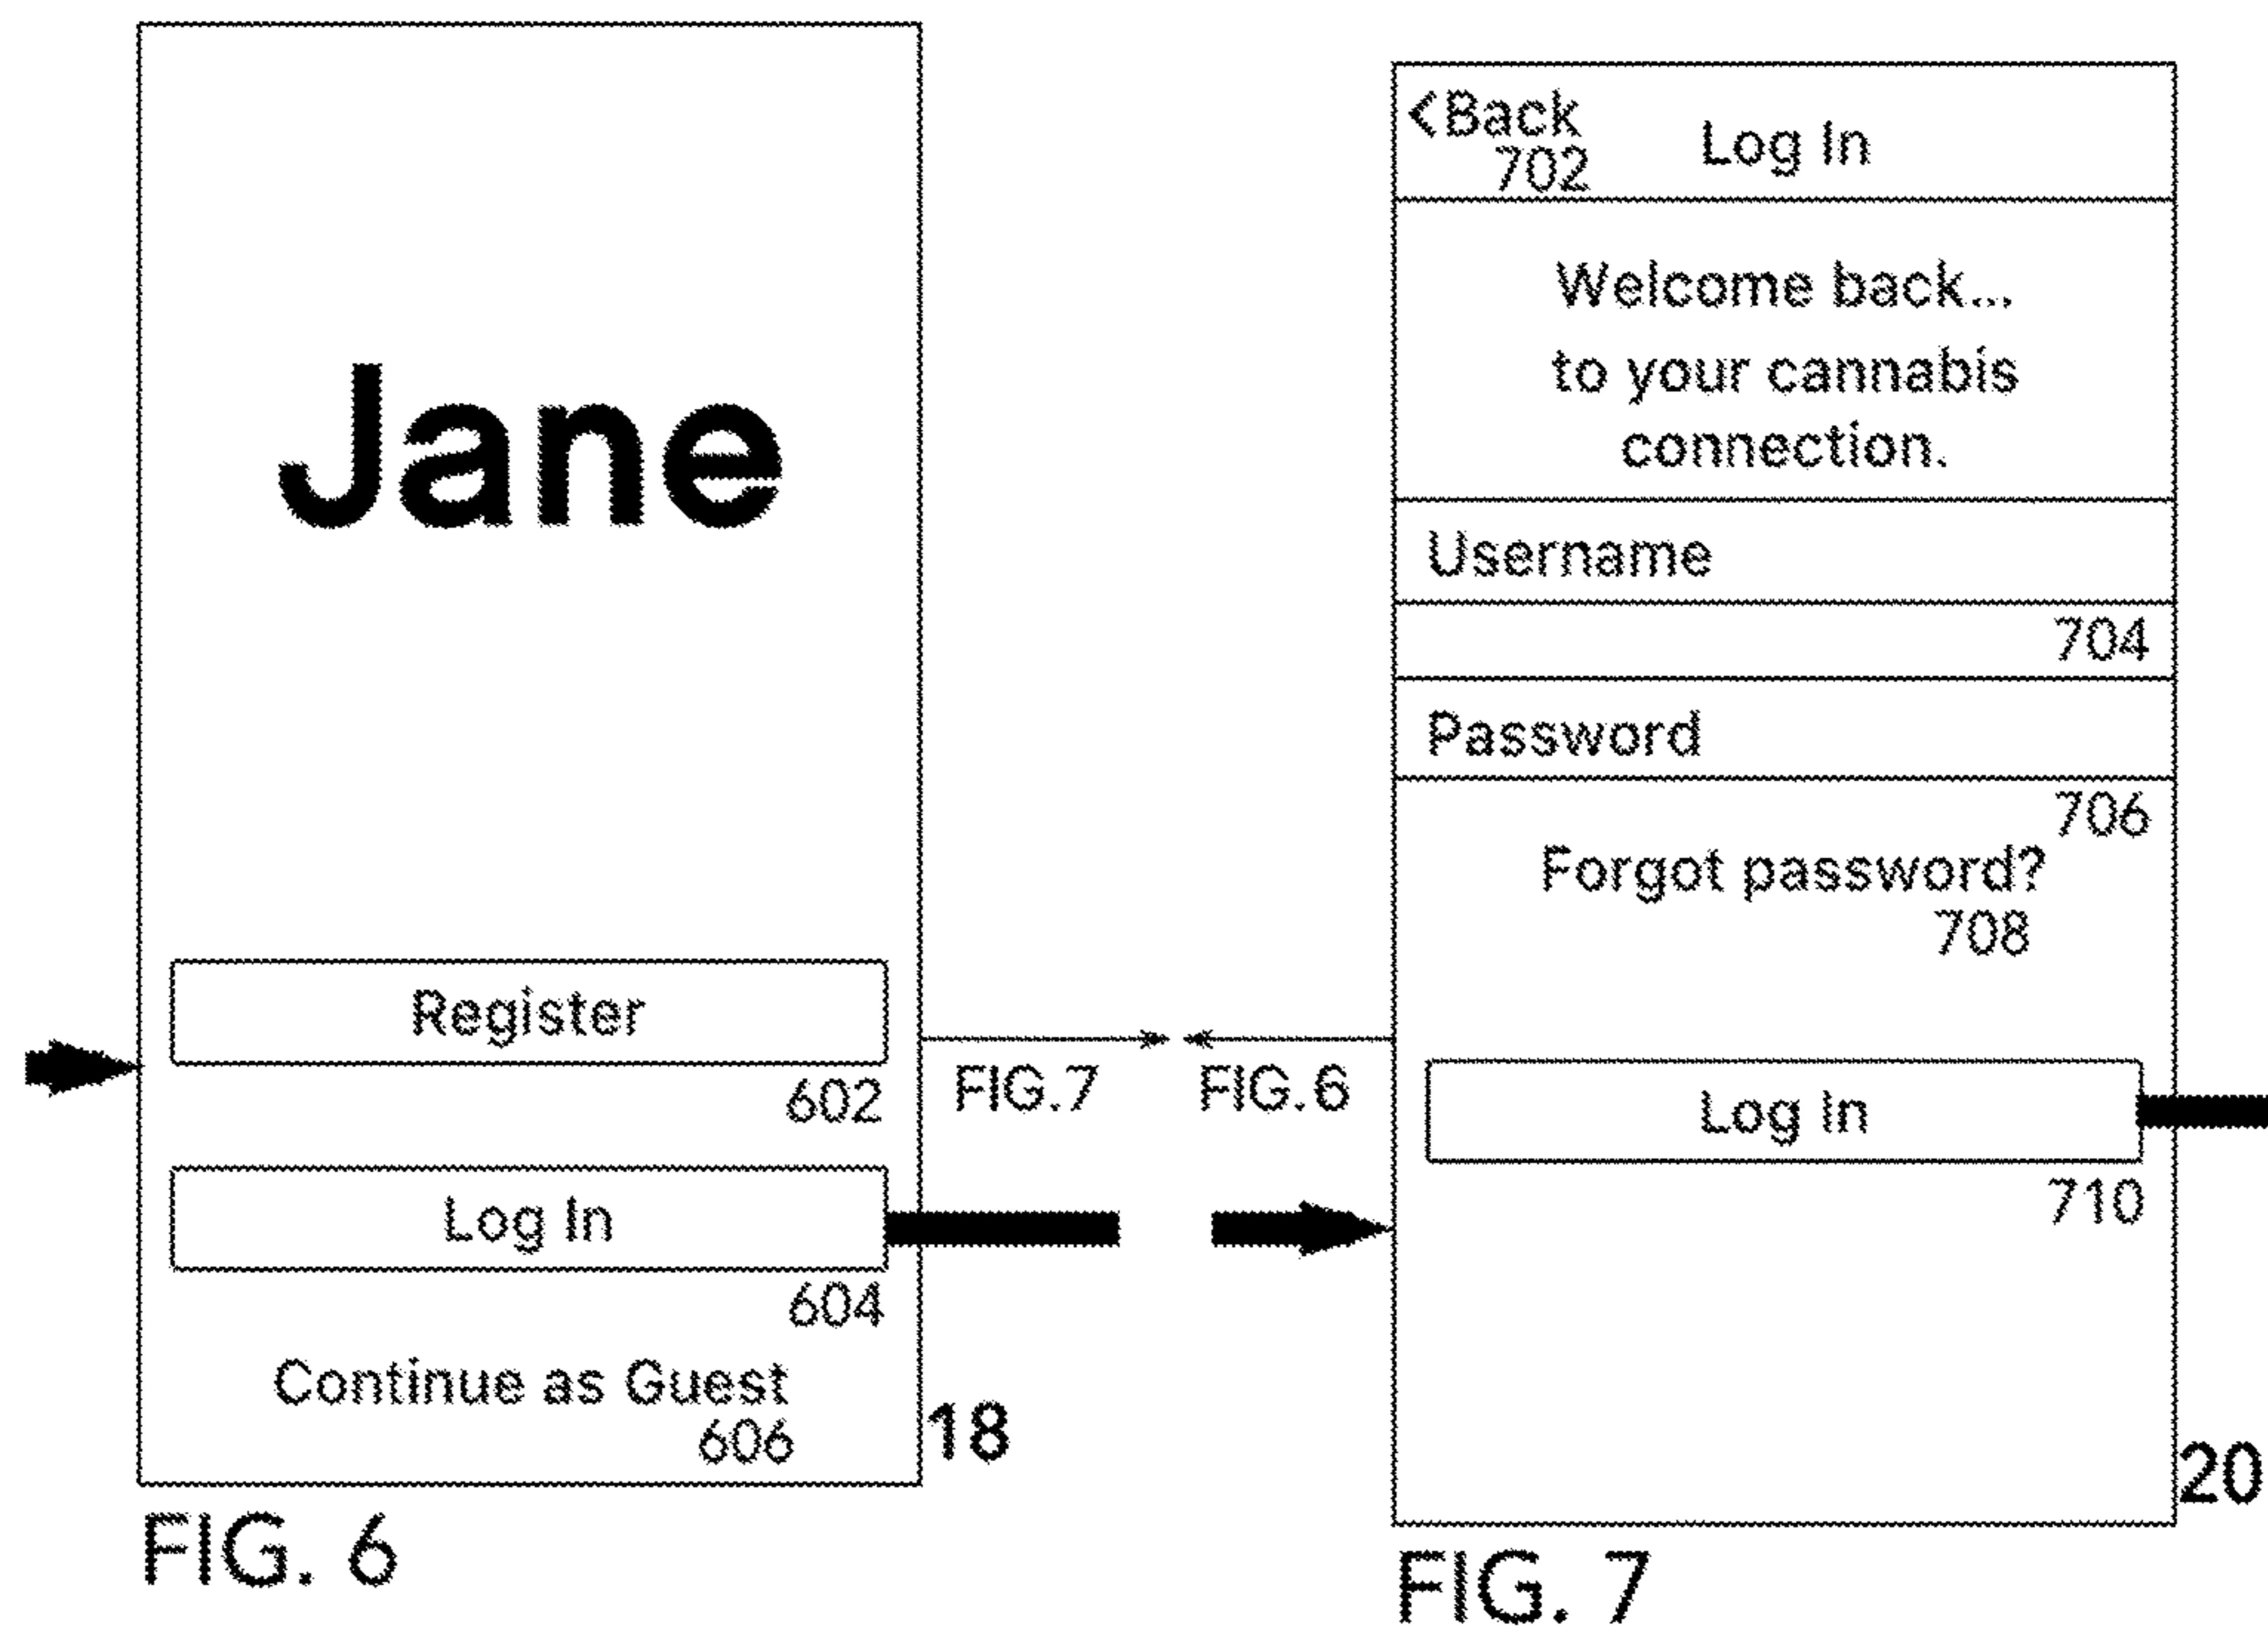 Jane
Register
602
Log In
604
Continue as Guest
606
18
FIG. 6
FIG. 7
FIG. 6
<Back
702
Log In
Welcome back...
to your cannabis
connection.
Username
704
Password
706
Forgot password?
708
Log In
710
20
FIG. 7